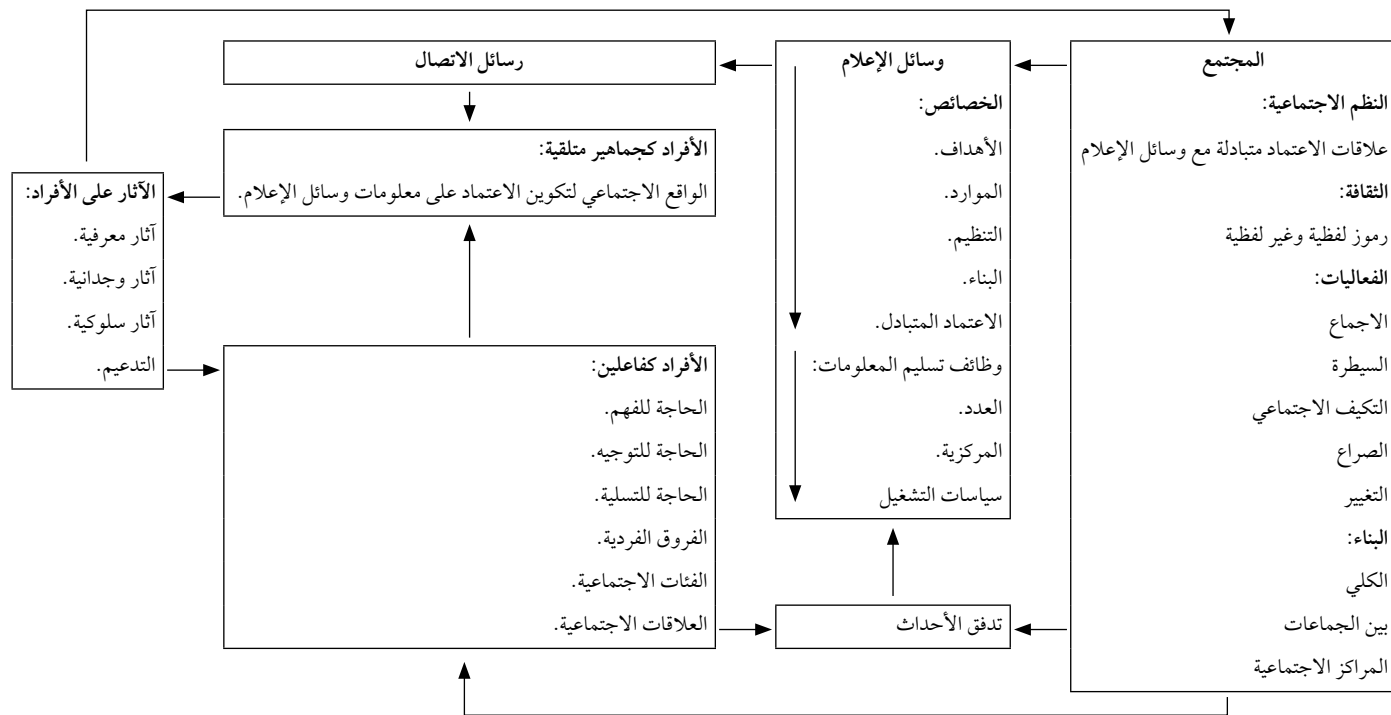 المجتمع
النظم الاجتماعية:
علاقات الاعتماد متبادلة مع وسائل الإعلام
الثقافة:
رموز لفظية وغير لفظية
الفعاليات:
الاجماع
السيطرة
التكيف الاجتماعي
الصراع
التغيير
البناء:
الكلي
بين الجماعات
المراكز الاجتماعية
وسائل الإعلام
الخصائص:
الأهداف.
الموارد.
التنظيم.
البناء.
الاعتماد المتبادل.
وظائف تسليم المعلومات:
العدد.
المركزية.
سياسات التشغيل
تدفق الأحداث
رسائل الاتصال
الأفراد كجماهير متلقية:
الواقع الاجتماعي لتكوين الاعتماد على معلومات وسائل الإعلام.
الأفراد كفاعلين:
الحاجة للفهم.
الحاجة للتوجيه.
الحاجة للتسلية.
الفروق الفردية.
الفئات الاجتماعية.
العلاقات الاجتماعية.
الآثار على الأفراد:
آثار معرفية.
آثار وجدانية.
آثار سلوكية.
التدعيم.